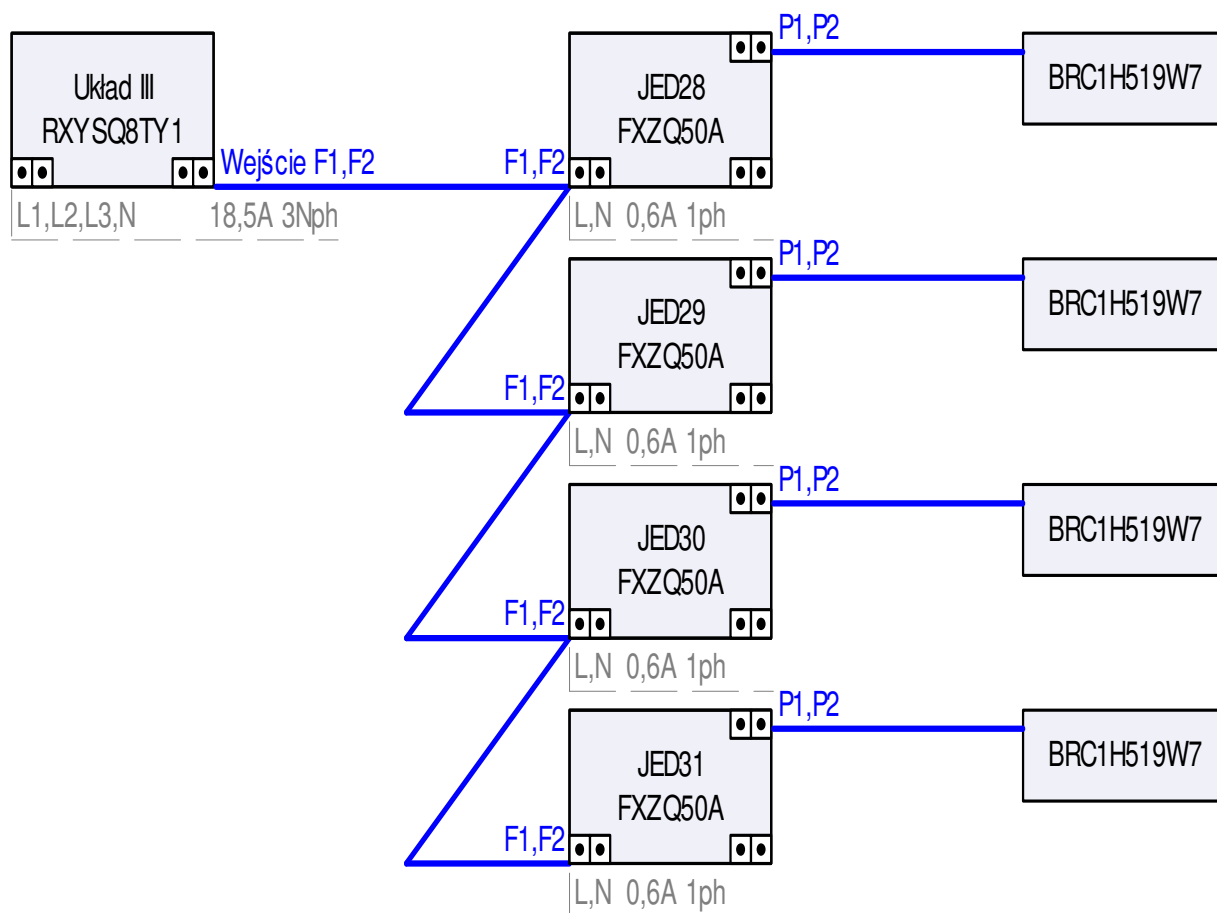 Układ III
RXYSQ8TY1
Wejście F1,F2
L1,L2,L3,N 18,5A 3Nph
F1,F2
JED28
FXZQ50A
L,N 0,6A 1ph
P1,P2
BRC1H519W7
F1,F2
JED29
FXZQ50A
L,N 0,6A 1ph
P1,P2
BRC1H519W7
F1,F2
JED30
FXZQ50A
L,N 0,6A 1ph
P1,P2
BRC1H519W7
F1,F2
JED31
FXZQ50A
L,N 0,6A 1ph
P1,P2
BRC1H519W7